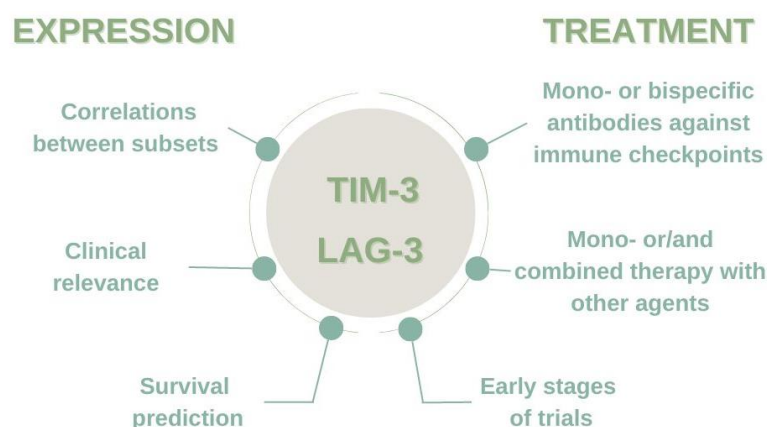 EXPRESSION
TREATMENT
Correlations
between subsets
Clinical
relevance
Survival
prediction
TIM-3
LAG-3
Mono- or bispecific
antibodies against
immune checkpoints
Mono- or/and
combined therapy with
other agents
Early stages
of trials